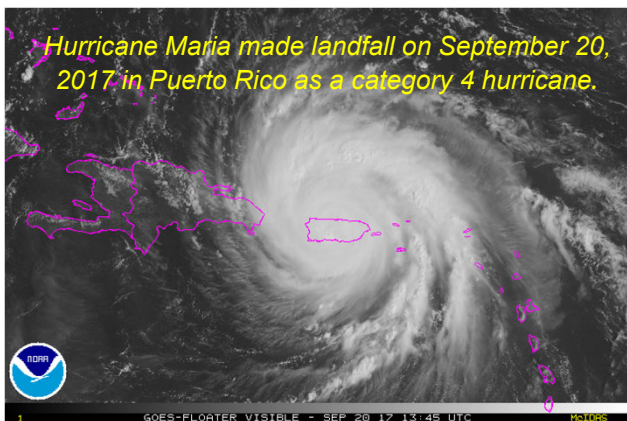 Hurricane Maria made landfall on September 20,
2017 in Puerto Rico as a category 4 hurricane.
NOAA
1 GOES-FLOATER VISIBLE - SEP 20 17 13:45 UTC McIDAS